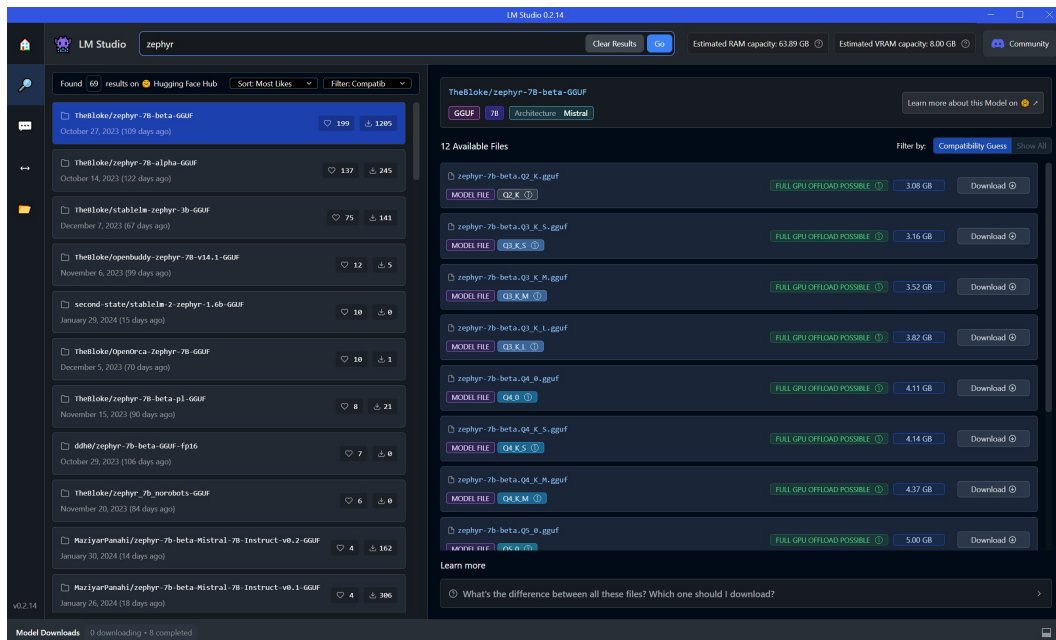 LM Studio 0.2.14
LM Studio
zephyr
Clear Results
Go
Estimated RAM capacity: 63.89 GB
Estimated VRAM capacity: 8.00 GB
Community
Found 69 results on Hugging Face Hub
Sort: Most Likes
Filter: Compatib
TheBloke/zephyr-7B-beta-GGUF
199
1205
October 27, 2023 (109 days ago)
TheBloke/zephyr-7B-alpha-GGUF
137
245
October 14, 2023 (122 days ago)
TheBloke/stablelm-zephyr-3b-GGUF
75
141
December 7, 2023 (67 days ago)
TheBloke/openbuddy-zephyr-7B-v14.1-GGUF
12
5
November 6, 2023 (99 days ago)
second-state/stablelm-2-zephyr-1.6b-GGUF
10
0
January 29, 2024 (15 days ago)
TheBloke/OpenOrca-Zephyr-7B-GGUF
10
1
December 5, 2023 (70 days ago)
TheBloke/zephyr-7B-beta-pl-GGUF
8
21
November 15, 2023 (90 days ago)
ddh0/zephyr-7b-beta-GGUF-fp16
7
0
October 29, 2023 (106 days ago)
TheBloke/zephyr_7b_norobots-GGUF
6
0
November 20, 2023 (84 days ago)
MaziyarPanahi/zephyr-7b-beta-Mistral-7B-Instruct-v0.2-GGUF
4
162
January 30, 2024 (14 days ago)
MaziyarPanahi/zephyr-7b-beta-Mistral-7B-Instruct-v0.1-GGUF
4
306
January 26, 2024 (18 days ago)
TheBloke/zephyr-7B-beta-GGUF
GGUF
7B
Architecture Mistral
Learn more about this Model on
12 Available Files
Filter by:
Compatibility Guess
Show All
zephyr-7b-beta.Q2_K.gguf
MODEL FILE
Q2_K
FULL GPU OFFLOAD POSSIBLE
3.08 GB
Download
zephyr-7b-beta.Q3_K_S.gguf
MODEL FILE
Q3_K_S
FULL GPU OFFLOAD POSSIBLE
3.16 GB
Download
zephyr-7b-beta.Q3_K_M.gguf
MODEL FILE
Q3_K_M
FULL GPU OFFLOAD POSSIBLE
3.52 GB
Download
zephyr-7b-beta.Q3_K_L.gguf
MODEL FILE
Q3_K_L
FULL GPU OFFLOAD POSSIBLE
3.82 GB
Download
zephyr-7b-beta.Q4_0.gguf
MODEL FILE
Q4_0
FULL GPU OFFLOAD POSSIBLE
4.11 GB
Download
zephyr-7b-beta.Q4_K_S.gguf
MODEL FILE
Q4_K_S
FULL GPU OFFLOAD POSSIBLE
4.14 GB
Download
zephyr-7b-beta.Q4_K_M.gguf
MODEL FILE
Q4_K_M
FULL GPU OFFLOAD POSSIBLE
4.37 GB
Download
zephyr-7b-beta.Q5_0.gguf
MODEL FILE
Q5_0
FULL GPU OFFLOAD POSSIBLE
5.00 GB
Download
Learn more
What's the difference between all these files? Which one should I download?
v0.2.14
Model Downloads 0 downloading • 8 completed